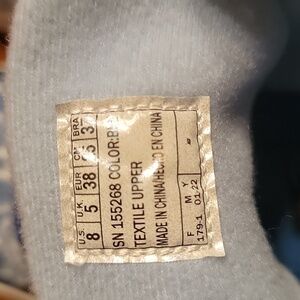 U.S. U.K. EUR CM BRA
8 5 38 25 37
SN 155268 COLOR:
TEXTILE UPPER
MADE IN CHINA/HECHO EN CHINA
F M Y
179-1 01 22